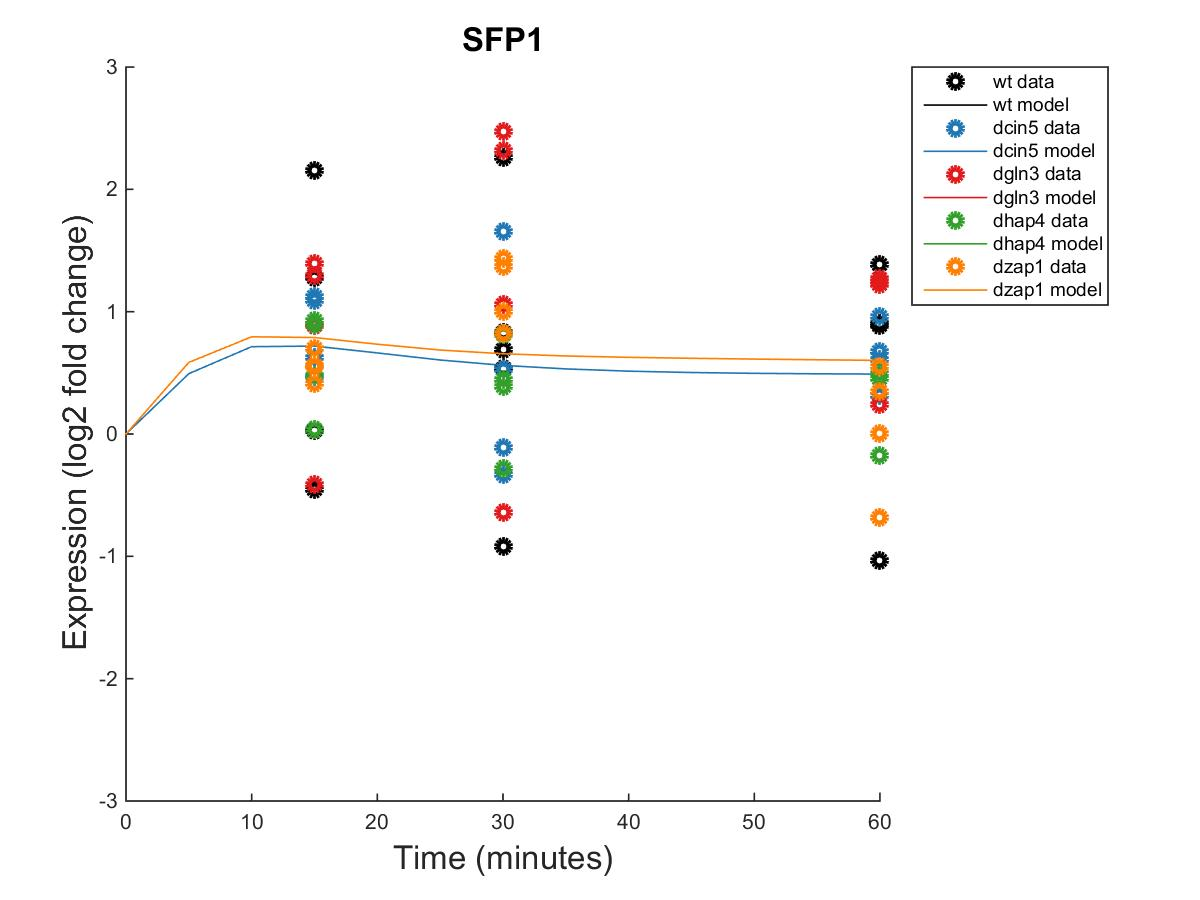 SFP1
3
2
1
0
-1
-2
-3
Expression (log2 fold change)
0 10 20 30 40 50 60
Time (minutes)
wt data
wt model
dcin5 data
dcin5 model
dgln3 data
dgln3 model
dhap4 data
dhap4 model
dzap1 data
dzap1 model